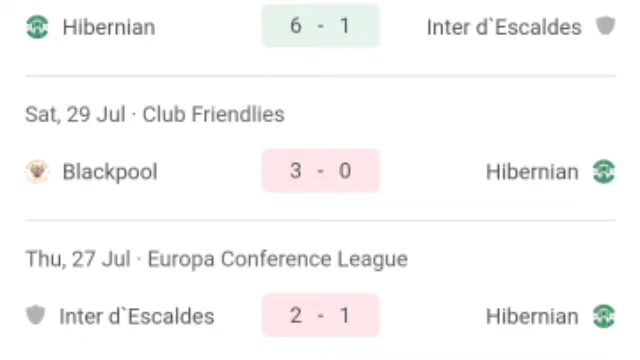 Hibernian 6 - 1 Inter d`Escaldes
Sat, 29 Jul · Club Friendlies
Blackpool 3 - 0 Hibernian
Thu, 27 Jul · Europa Conference League
Inter d`Escaldes 2 - 1 Hibernian